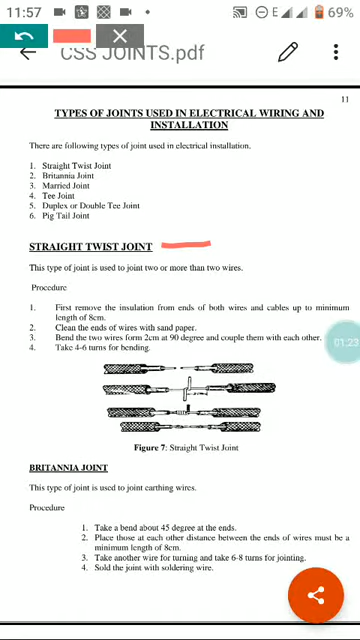 11:57
E
69%
CSS JOINTS.pdf
11
TYPES OF JOINTS USED IN ELECTRICAL WIRING AND
INSTALLATION
There are following types of joint used in electrical installation.
1. Straight Twist Joint
2. Britannia Joint
3. Married Joint
4. Tee Joint
5. Duplex or Double Tee Joint
6. Pig Tail Joint
STRAIGHT TWIST JOINT
This type of joint is used to joint two or more than two wires.
Procedure
1. First remove the insulation from ends of both wires and cables up to minimum
length of 8cm.
2. Clean the ends of wires with sand paper.
3. Bend the two wires form 2cm at 90 degree and couple them with each other.
4. Take 4-6 turns for bending.
01:23
Figure 7: Straight Twist Joint
BRITANNIA JOINT
This type of joint is used to joint earthing wires.
Procedure
1. Take a bend about 45 degree at the ends.
2. Place those at each other distance between the ends of wires must be a
minimum length of 8cm.
3. Take another wire for turning and take 6-8 turns for jointing.
4. Sold the joint with soldering wire.